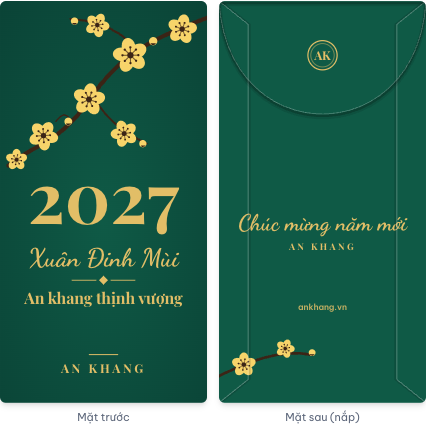 2027
Xuân Đinh Mùi
An khang thịnh vượng
AN KHANG
Mặt trước
AK
Chúc mừng năm mới
AN KHANG
ankhang.vn
Mặt sau (nắp)